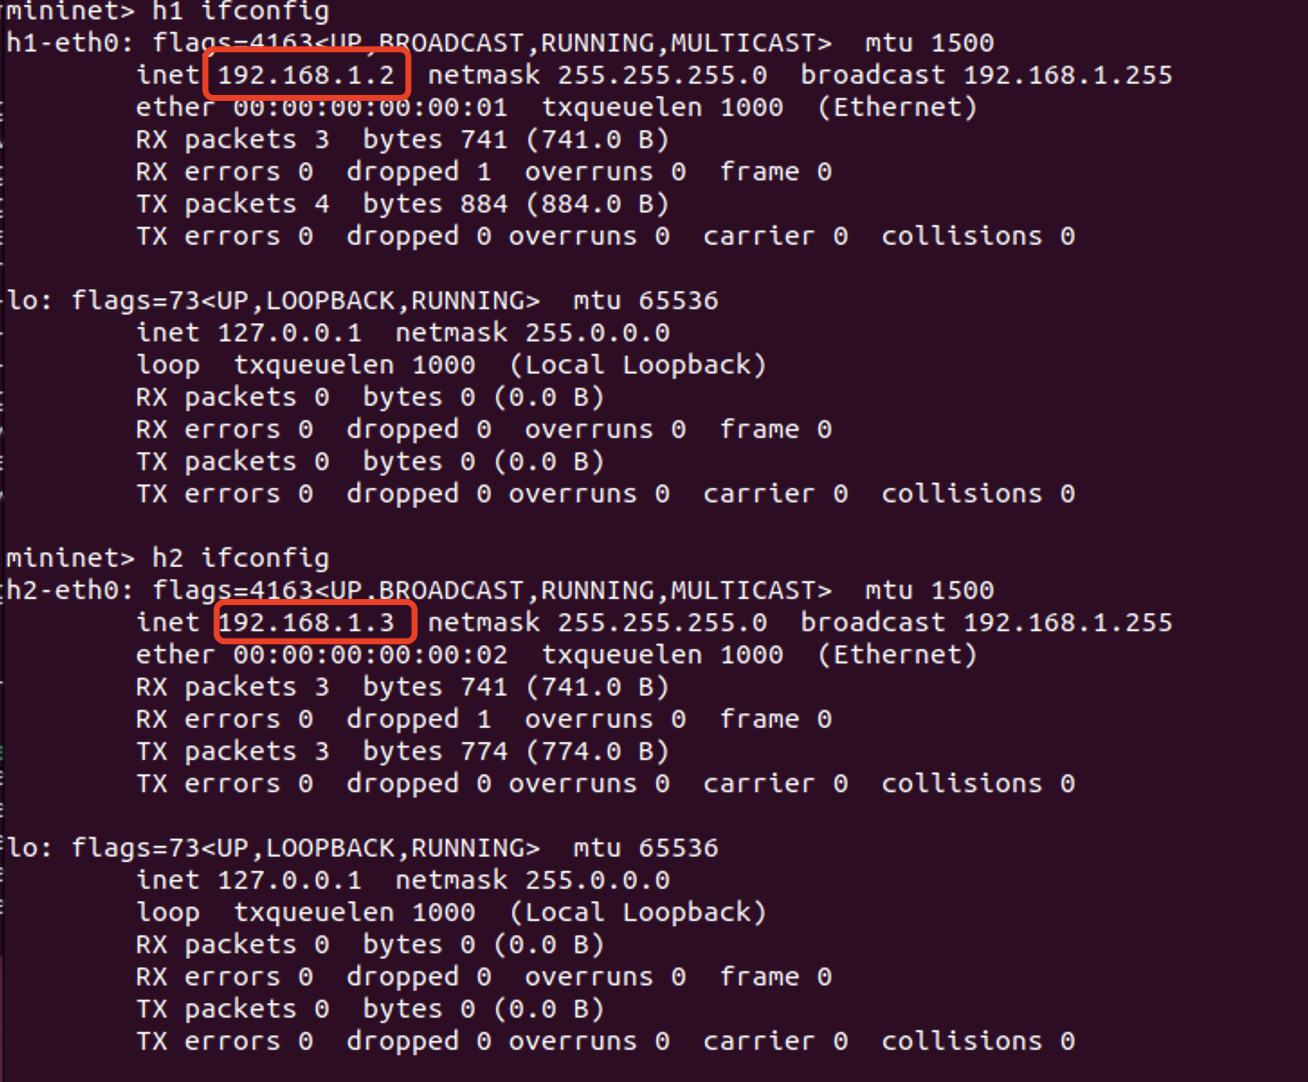 mininet> h1 ifconfig
h1-eth0: flags=4163<UP,BROADCAST,RUNNING,MULTICAST>  mtu 1500
        inet 192.168.1.2  netmask 255.255.255.0  broadcast 192.168.1.255
        ether 00:00:00:00:00:01  txqueuelen 1000  (Ethernet)
        RX packets 3  bytes 741 (741.0 B)
        RX errors 0  dropped 1  overruns 0  frame 0
        TX packets 4  bytes 884 (884.0 B)
        TX errors 0  dropped 0 overruns 0  carrier 0  collisions 0

lo: flags=73<UP,LOOPBACK,RUNNING>  mtu 65536
        inet 127.0.0.1  netmask 255.0.0.0
        loop  txqueuelen 1000  (Local Loopback)
        RX packets 0  bytes 0 (0.0 B)
        RX errors 0  dropped 0  overruns 0  frame 0
        TX packets 0  bytes 0 (0.0 B)
        TX errors 0  dropped 0 overruns 0  carrier 0  collisions 0

mininet> h2 ifconfig
h2-eth0: flags=4163<UP,BROADCAST,RUNNING,MULTICAST>  mtu 1500
        inet 192.168.1.3  netmask 255.255.255.0  broadcast 192.168.1.255
        ether 00:00:00:00:00:02  txqueuelen 1000  (Ethernet)
        RX packets 3  bytes 741 (741.0 B)
        RX errors 0  dropped 1  overruns 0  frame 0
        TX packets 3  bytes 774 (774.0 B)
        TX errors 0  dropped 0 overruns 0  carrier 0  collisions 0

lo: flags=73<UP,LOOPBACK,RUNNING>  mtu 65536
        inet 127.0.0.1  netmask 255.0.0.0
        loop  txqueuelen 1000  (Local Loopback)
        RX packets 0  bytes 0 (0.0 B)
        RX errors 0  dropped 0  overruns 0  frame 0
        TX packets 0  bytes 0 (0.0 B)
        TX errors 0  dropped 0 overruns 0  carrier 0  collisions 0